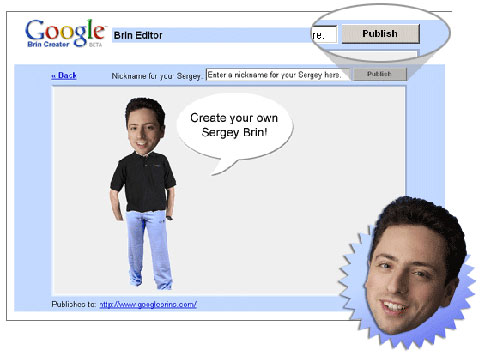 Google
Brin Creator BETA
Brin Editor
re.
Publish
« Back
Nickname for your Sergey:
Enter a nickname for your Sergey here.
Publish
Create your own
Sergey Brin!
Publishes to: http://www.googlebrins.com/